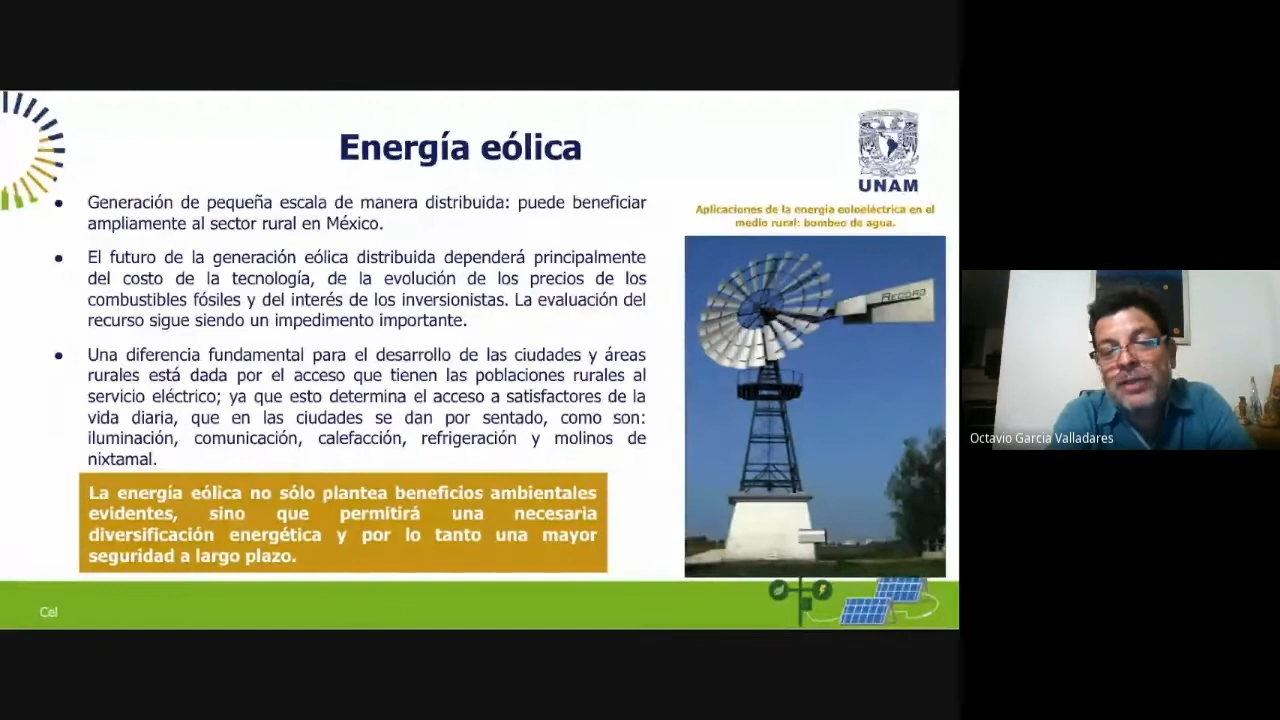 Energía eólica
UNAM
• Generación de pequeña escala de manera distribuida: puede beneficiar
ampliamente al sector rural en México.
• El futuro de la generación eólica distribuida dependerá principalmente
del costo de la tecnología, de la evolución de los precios de los
combustibles fósiles y del interés de los inversionistas. La evaluación del
recurso sigue siendo un impedimento importante.
• Una diferencia fundamental para el desarrollo de las ciudades y áreas
rurales está dada por el acceso que tienen las poblaciones rurales al
servicio eléctrico; ya que esto determina el acceso a satisfactores de la
vida diaria, que en las ciudades se dan por sentado, como son:
iluminación, comunicación, calefacción, refrigeración y molinos de
nixtamal.
La energía eólica no sólo plantea beneficios ambientales
evidentes, sino que permitirá una necesaria
diversificación energética y por lo tanto una mayor
seguridad a largo plazo.
Aplicaciones de la energía eoloeléctrica en el
medio rural: bombeo de agua.
RECORD
Cel
Octavio Garcia Valladares